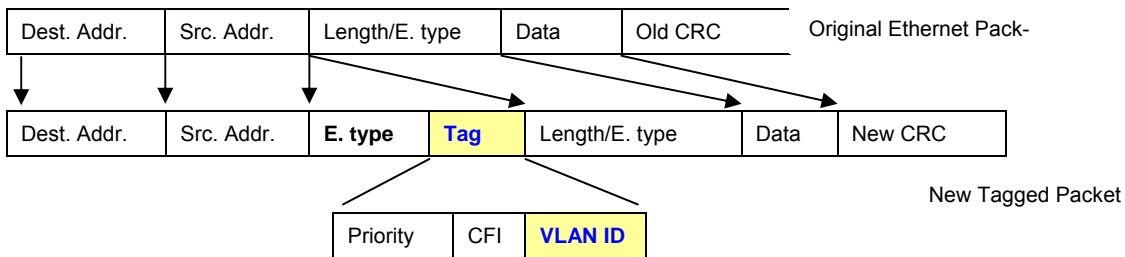 Dest. Addr. Src. Addr. Length/E. type Data Old CRC Original Ethernet Pack-
Dest. Addr. Src. Addr. E. type Tag Length/E. type Data New CRC
New Tagged Packet
Priority CFI VLAN ID